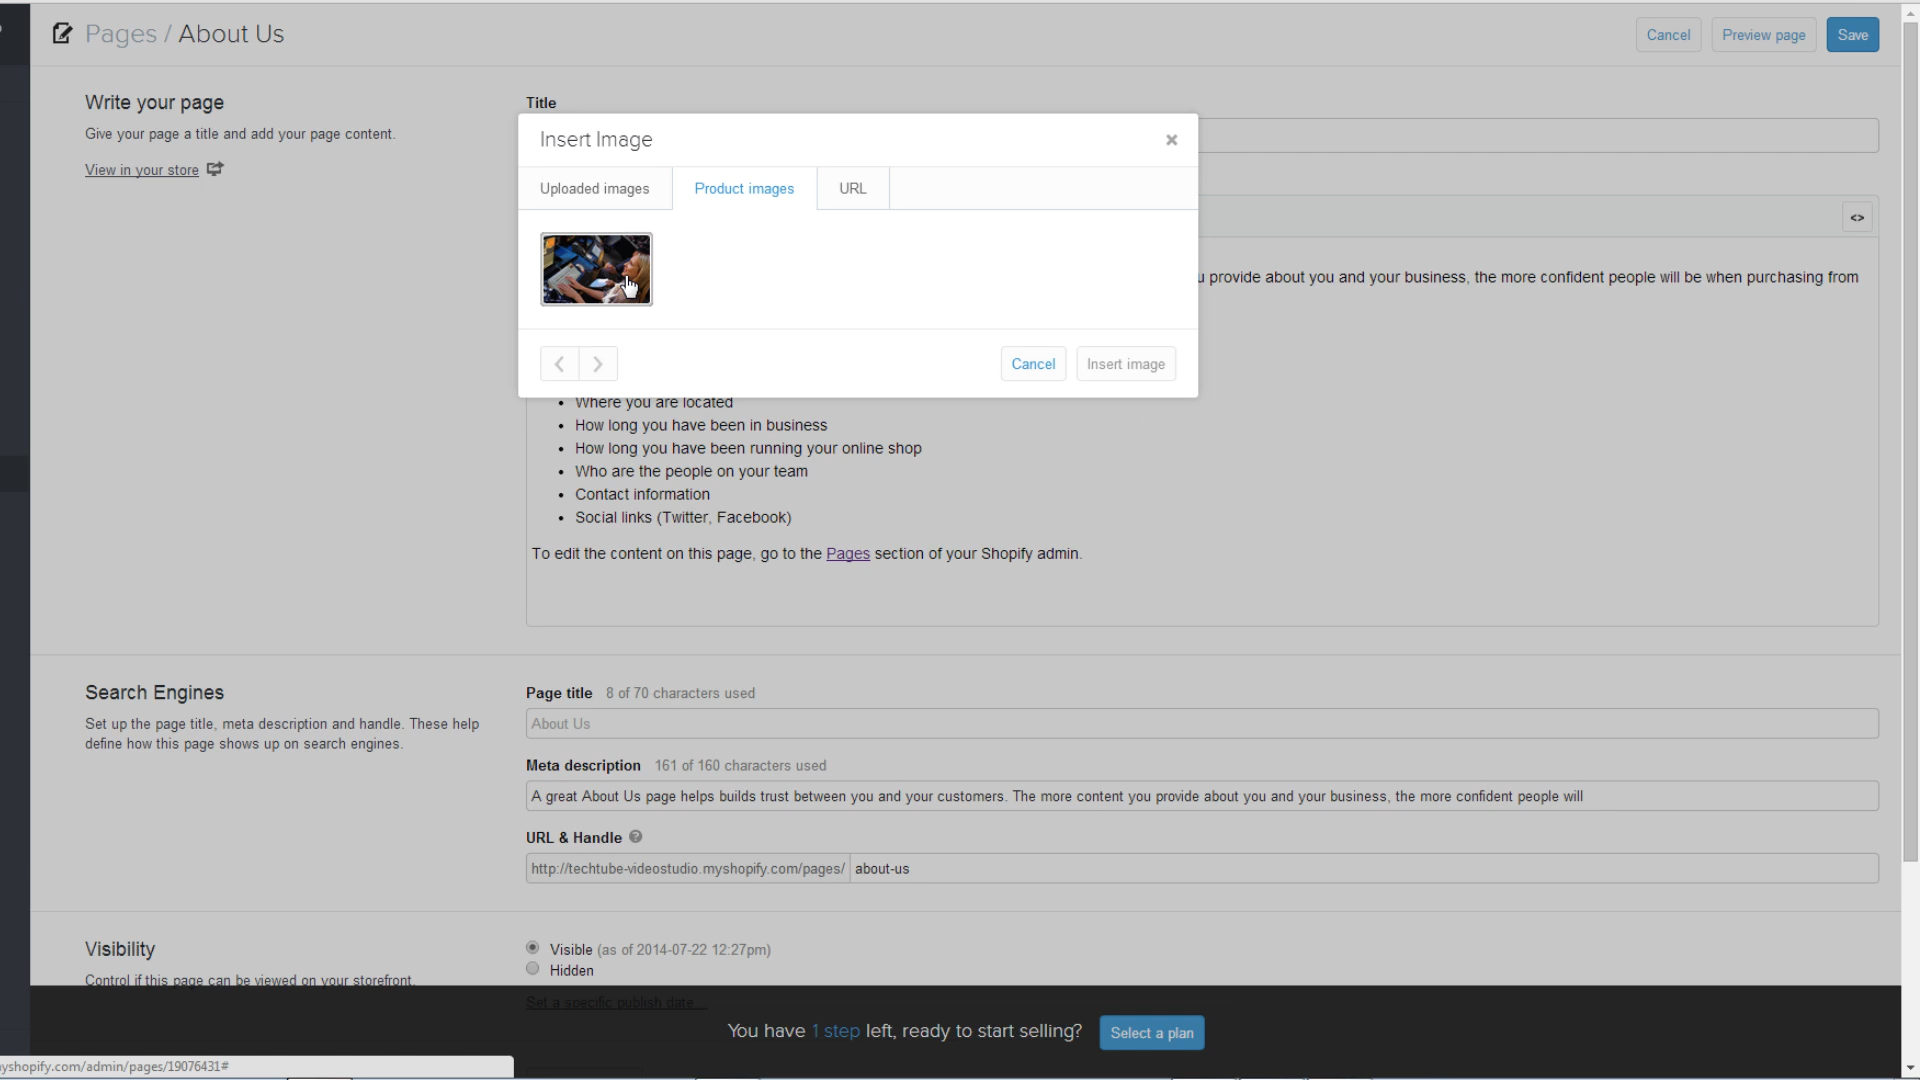 Pages / About Us
Cancel
Preview page
Save
Write your page
Give your page a title and add your page content.
View in your store
Title
Insert Image
×
Uploaded images
Product images
URL
<>
u provide about you and your business, the more confident people will be when purchasing from
Cancel
Insert image
• Where you are located
• How long you have been in business
• How long you have been running your online shop
• Who are the people on your team
• Contact information
• Social links (Twitter, Facebook)
To edit the content on this page, go to the Pages section of your Shopify admin.
Search Engines
Set up the page title, meta description and handle. These help
define how this page shows up on search engines.
Page title 8 of 70 characters used
About Us
Meta description 161 of 160 characters used
A great About Us page helps builds trust between you and your customers. The more content you provide about you and your business, the more confident people will
URL & Handle ?
http://techtube-videostudio.myshopify.com/pages/ about-us
Visibility
Control if this page can be viewed on your storefront.
Visible (as of 2014-07-22 12:27pm)
Hidden
Set a specific publish date...
You have 1 step left, ready to start selling?
Select a plan
yshopify.com/admin/pages/19076431#